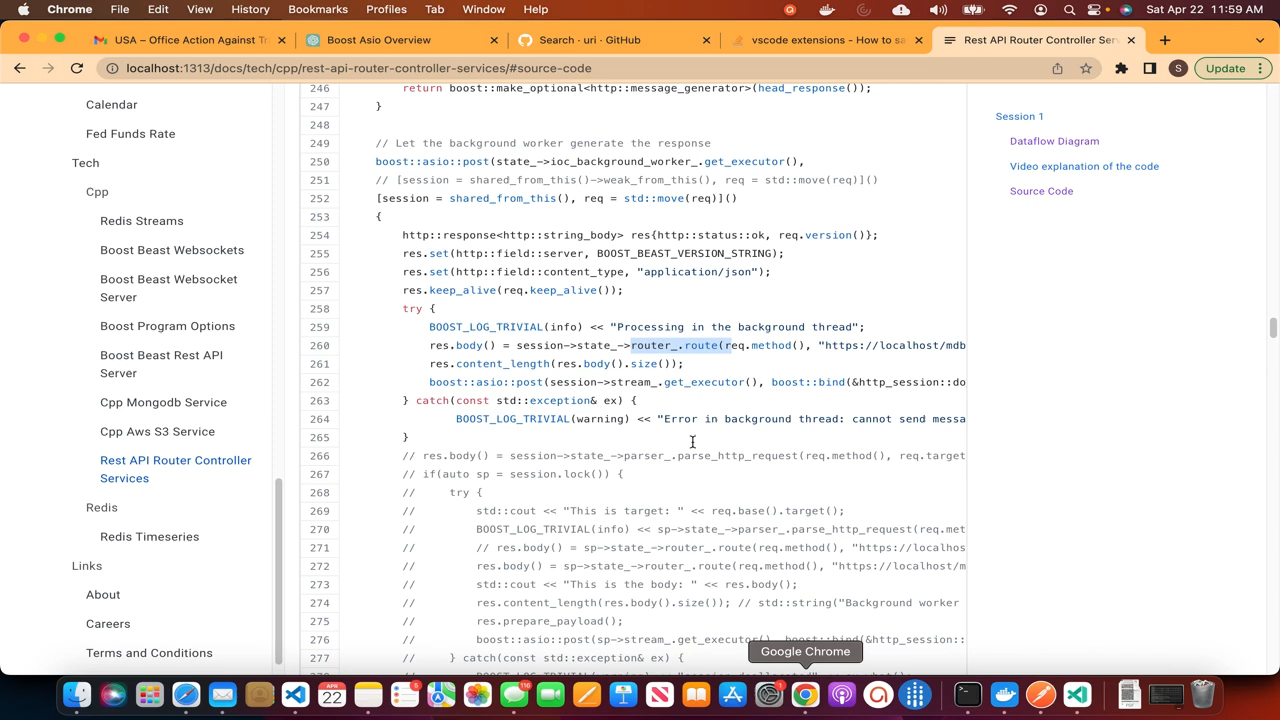 Chrome File Edit View History Bookmarks Profiles Tab Window Help Sat Apr 22 11:59 AM
USA – Office Action Against Tr
Boost Asio Overview
Search · uri · GitHub
vscode extensions - How to sa
Rest API Router Controller Ser
localhost:1313/docs/tech/cpp/rest-api-router-controller-services/#source-code
S
Update
Calendar
Fed Funds Rate
Tech
Cpp
Redis Streams
Boost Beast Websockets
Boost Beast Websocket
Server
Boost Program Options
Boost Beast Rest API
Server
Cpp Mongodb Service
Cpp Aws S3 Service
Rest API Router Controller
Services
Redis
Redis Timeseries
Links
About
Careers
Terms and Conditions
246 return boost::make_optional<http::message_generator>(head_response());
247 }
248
249 // Let the background worker generate the response
250 boost::asio::post(state_->ioc_background_worker_.get_executor(),
251 // [session = shared_from_this()->weak_from_this(), req = std::move(req)]()
252 [session = shared_from_this(), req = std::move(req)]()
253 {
254 http::response<http::string_body> res{http::status::ok, req.version()};
255 res.set(http::field::server, BOOST_BEAST_VERSION_STRING);
256 res.set(http::field::content_type, "application/json");
257 res.keep_alive(req.keep_alive());
258 try {
259 BOOST_LOG_TRIVIAL(info) << "Processing in the background thread";
260 res.body() = session->state_->router_.route(req.method(), "https://localhost/mdb
261 res.content_length(res.body().size());
262 boost::asio::post(session->stream_.get_executor(), boost::bind(&http_session::do
263 } catch(const std::exception& ex) {
264 BOOST_LOG_TRIVIAL(warning) << "Error in background thread: cannot send messa
265 }
266 // res.body() = session->state_->parser_.parse_http_request(req.method(), req.target
267 // if(auto sp = session.lock()) {
268 // try {
269 // std::cout << "This is target: " << req.base().target();
270 // BOOST_LOG_TRIVIAL(info) << sp->state_->parser_.parse_http_request(req.met
271 // // res.body() = sp->state_->router_.route(req.method(), "https://localhos
272 // res.body() = sp->state_->router_.route(req.method(), "https://localhost/m
273 // std::cout << "This is the body: " << res.body();
274 // res.content_length(res.body().size()); // std::string("Background worker
275 // res.prepare_payload();
276 // boost::asio::post(sp->stream_.get_executor(), boost::bind(&http_session::
277 // } catch(const std::exception& ex) {
Session 1
Dataflow Diagram
Video explanation of the code
Source Code
Google Chrome
APR
22
5
116
1